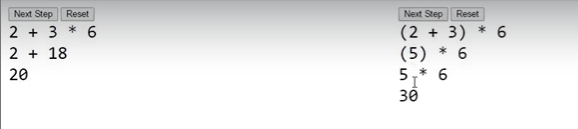 Next Step Reset
2 + 3 * 6
2 + 18
20
Next Step Reset
(2 + 3) * 6
(5) * 6
5 * 6
30